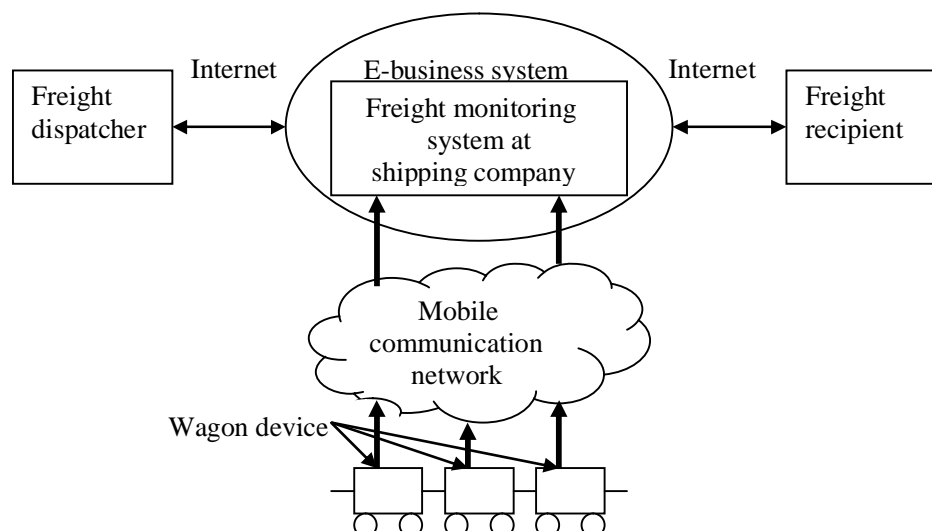 Internet
E-business system
Internet
Freight
dispatcher
Freight monitoring
system at
shipping company
Freight
recipient
Mobile
communication
network
Wagon device